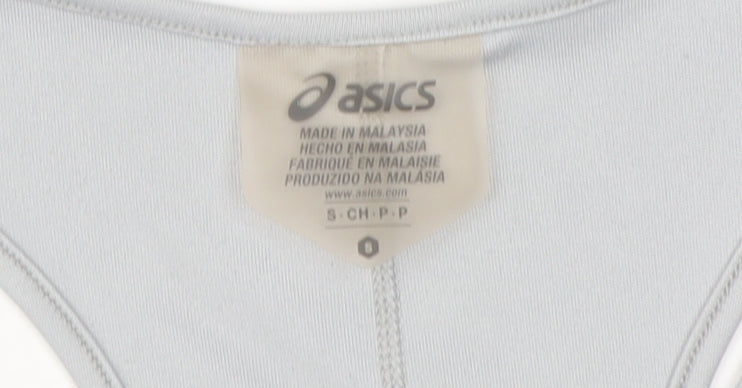 asics
MADE IN MALAYSIA
HECHO EN MALASIA
FABRIQUÉ EN MALAISIE
PRODUZIDO NA MALÁSIA
www.asics.com
S · CH · P · P